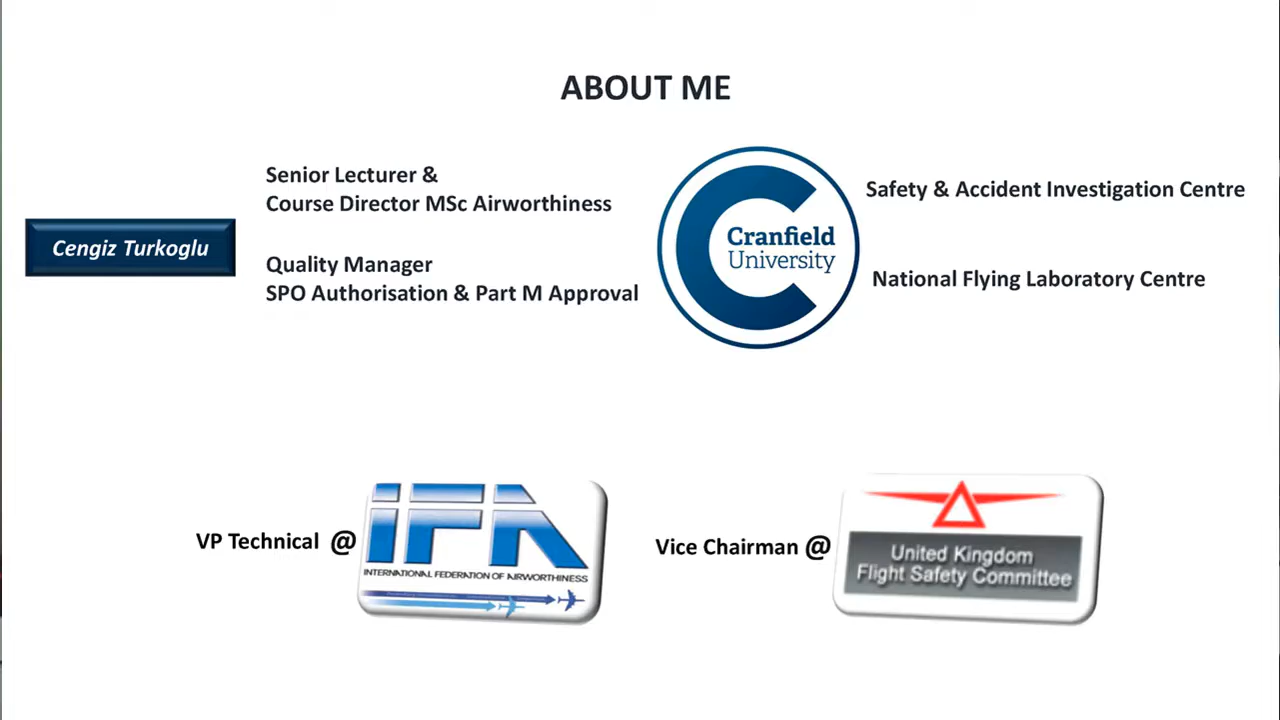 ABOUT ME
Senior Lecturer &
Course Director MSc Airworthiness
Cengiz Turkoglu
Quality Manager
SPO Authorisation & Part M Approval
Cranfield
University
Safety & Accident Investigation Centre
National Flying Laboratory Centre
VP Technical @
IFA
INTERNATIONAL FEDERATION OF AIRWORTHINESS
Vice Chairman @
United Kingdom
Flight Safety Committee